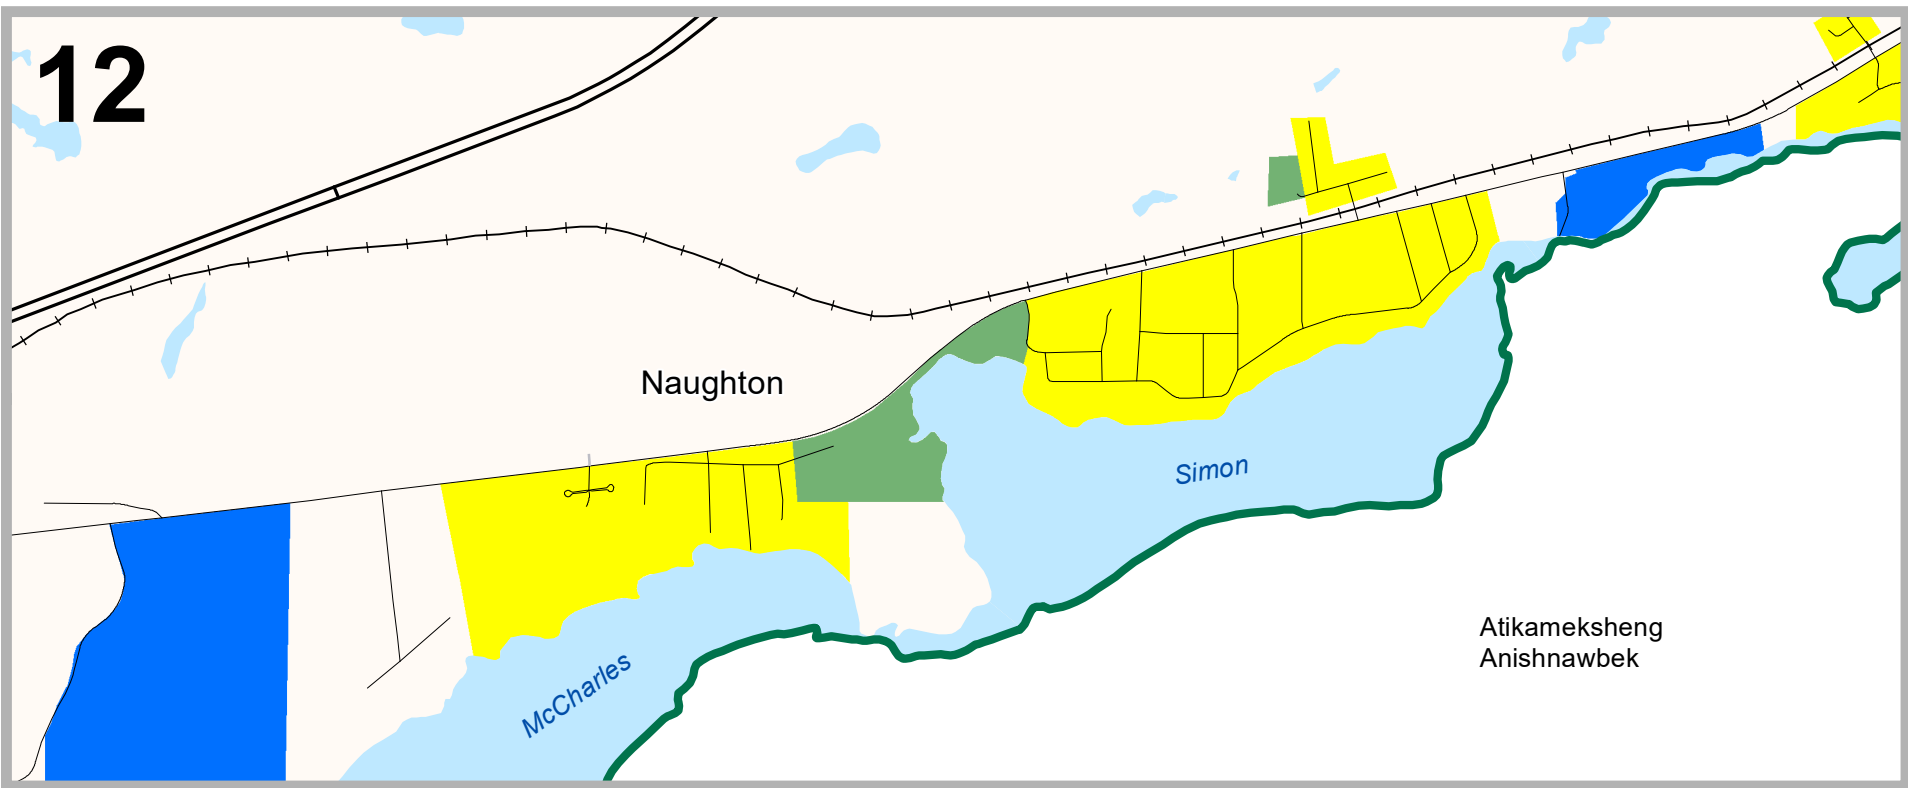 12
Naughton
Simon
McCharles
Atikameksheng
Anishnawbek